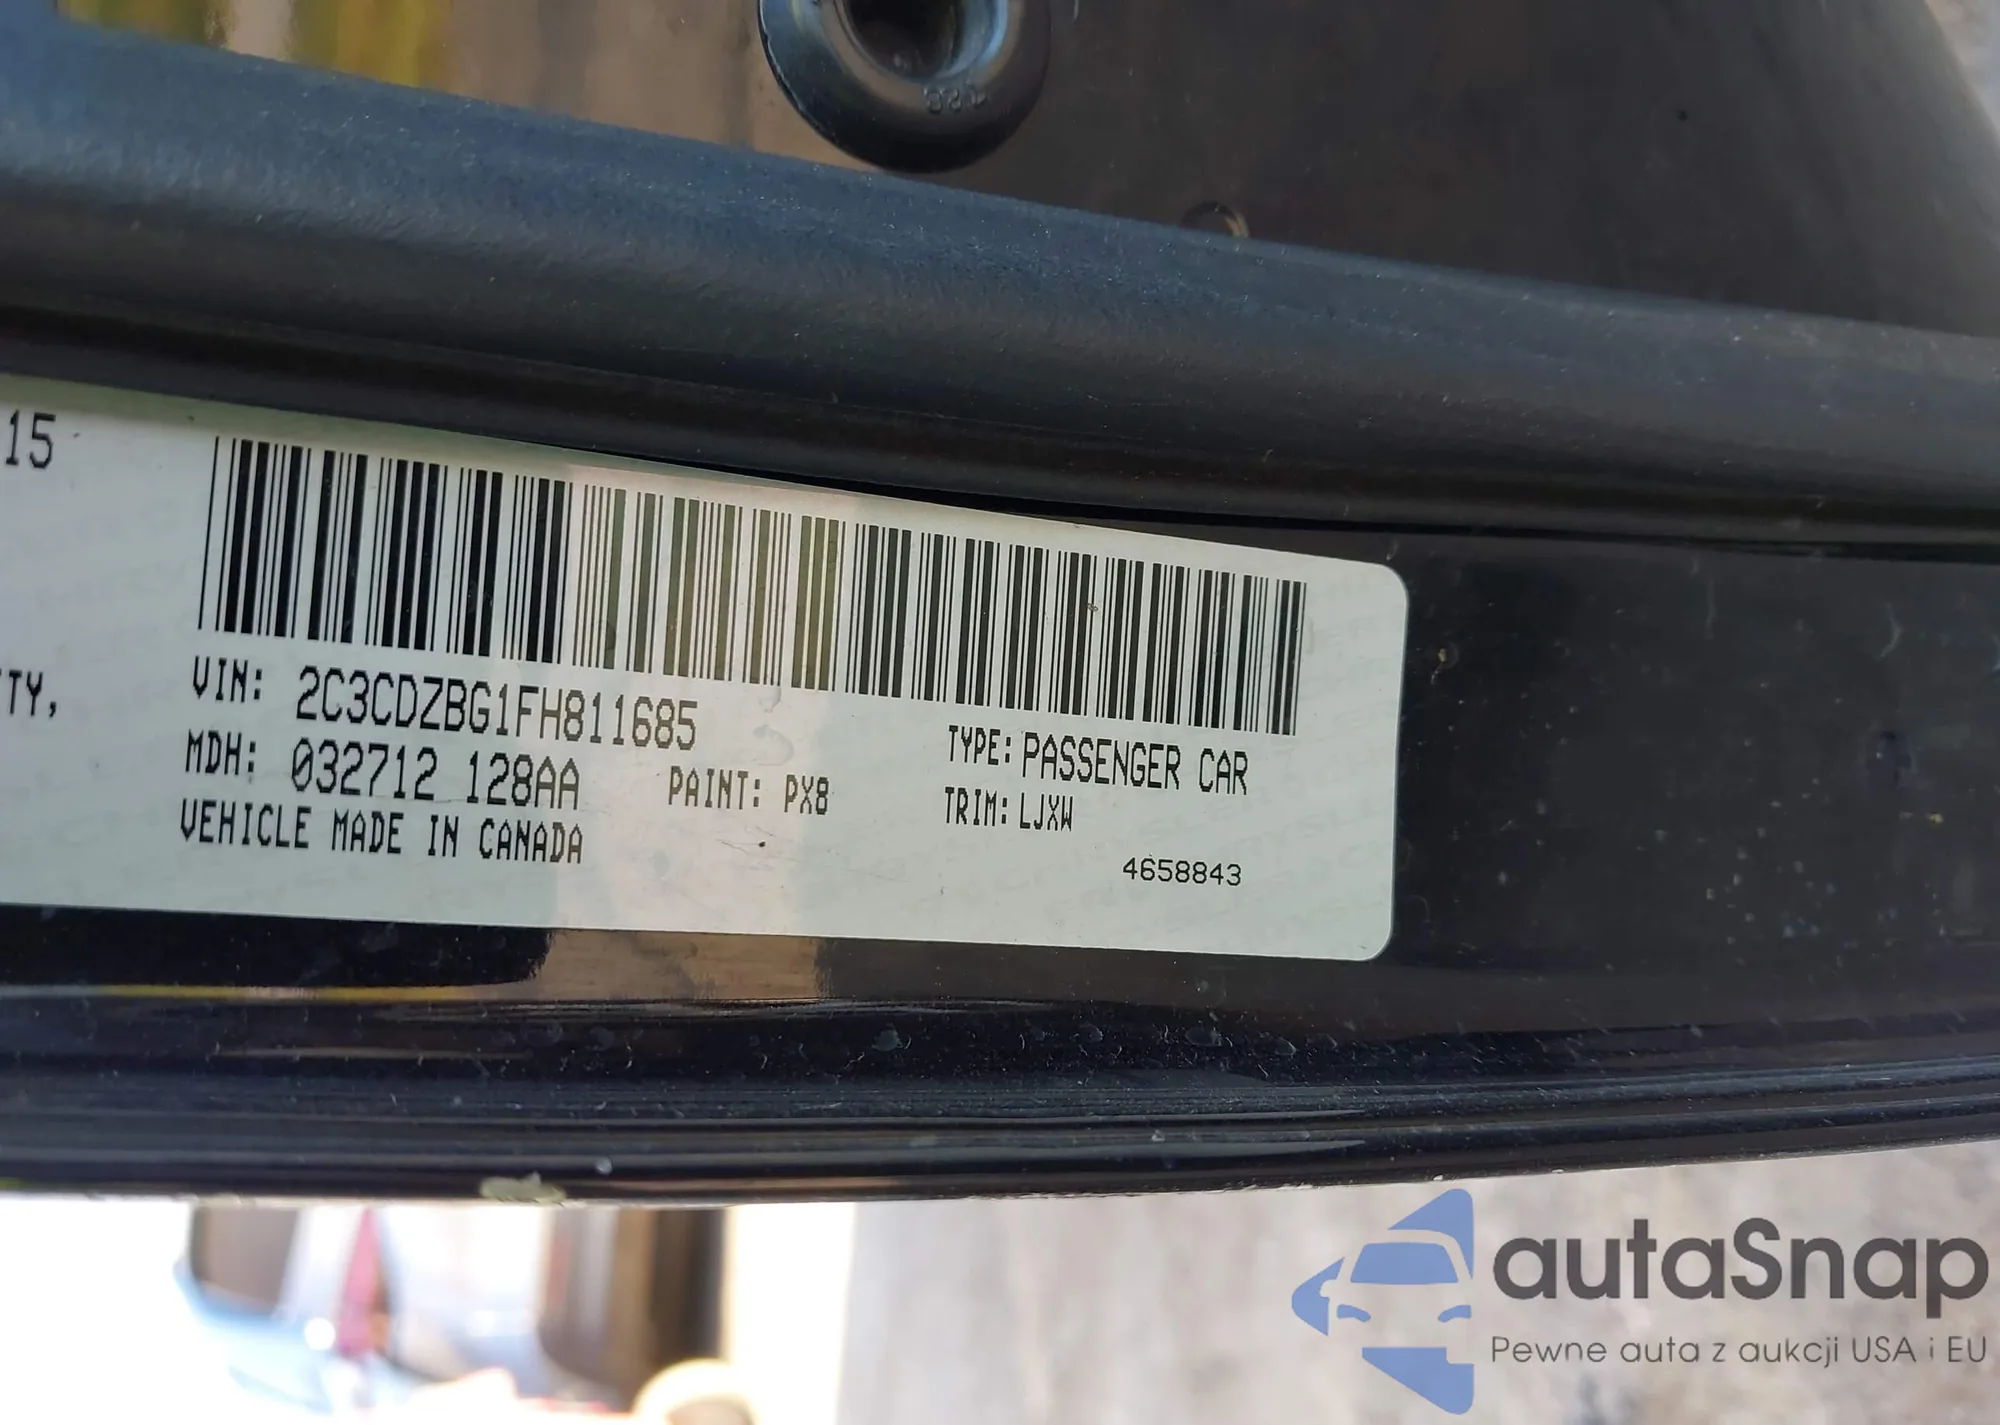 15
TY,
VIN: 2C3CDZBG1FH811685
MDH: 032712 128AA
PAINT: PX8
VEHICLE MADE IN CANADA
TYPE: PASSENGER CAR
TRIM: LJXW
4658843
autaSnap
Pewne auta z aukcji USA i EU